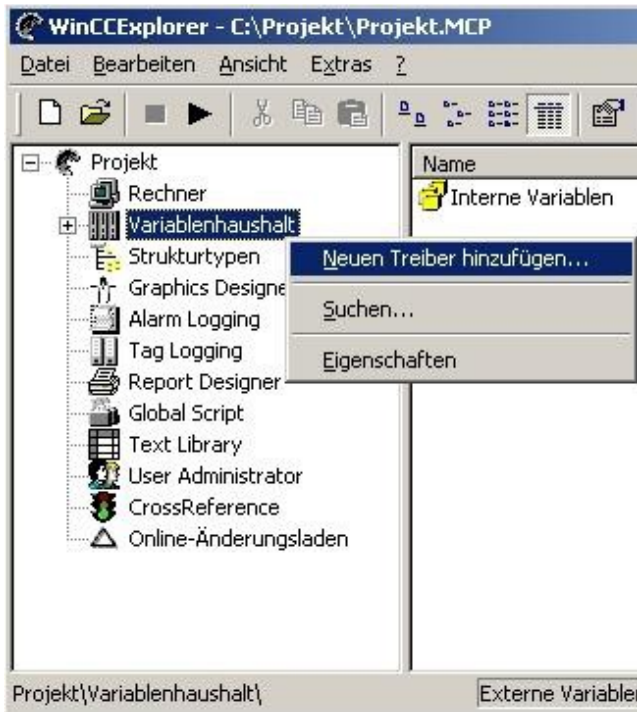 WinCCExplorer - C:\Projekt\Projekt.MCP
Datei Bearbeiten Ansicht Extras ?
Projekt
Rechner
Variablenhaushalt
Strukturtypen
Graphics Designe
Alarm Logging
Tag Logging
Report Designer
Global Script
Text Library
User Administrator
CrossReference
Online-Änderungsladen
Name
Interne Variablen
Neuen Treiber hinzufügen...
Suchen...
Eigenschaften
Projekt\Variablenhaushalt\
Externe Variable